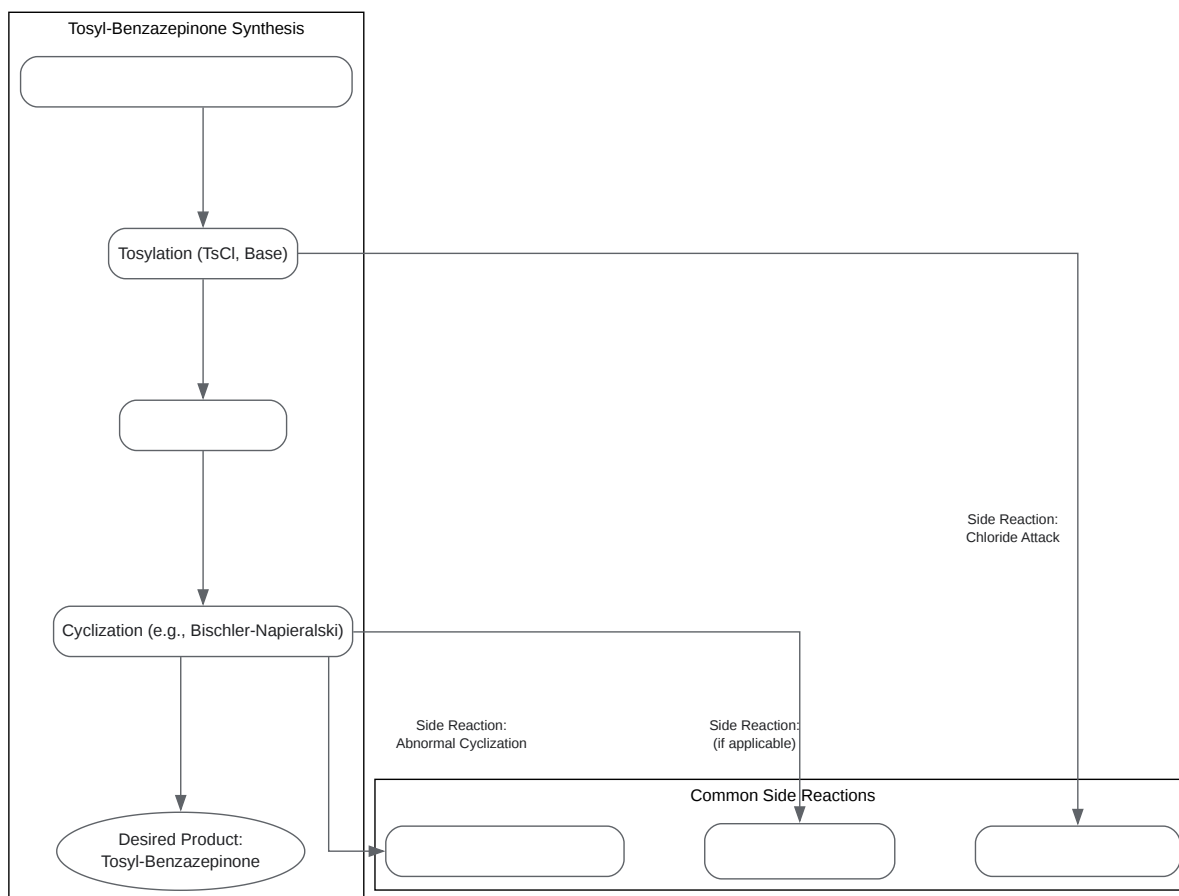 Tosyl-Benzazepinone Synthesis
Tosylation (TsCl, Base)
Side Reaction:
Chloride Attack
Cyclization (e.g., Bischler-Napieralski)
Side Reaction:
Abnormal Cyclization
Side Reaction:
(if applicable)
Common Side Reactions
Desired Product:
Tosyl-Benzazepinone